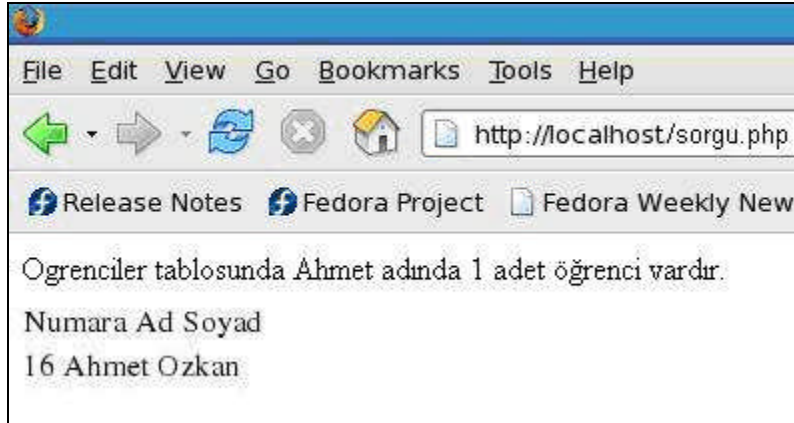 File Edit View Go Bookmarks Tools Help
http://localhost/sorgu.php
Release Notes Fedora Project Fedora Weekly New
Ogrenciler tablosunda Ahmet adında 1 adet öğrenci vardır.
Numara Ad Soyad
16 Ahmet Ozkan